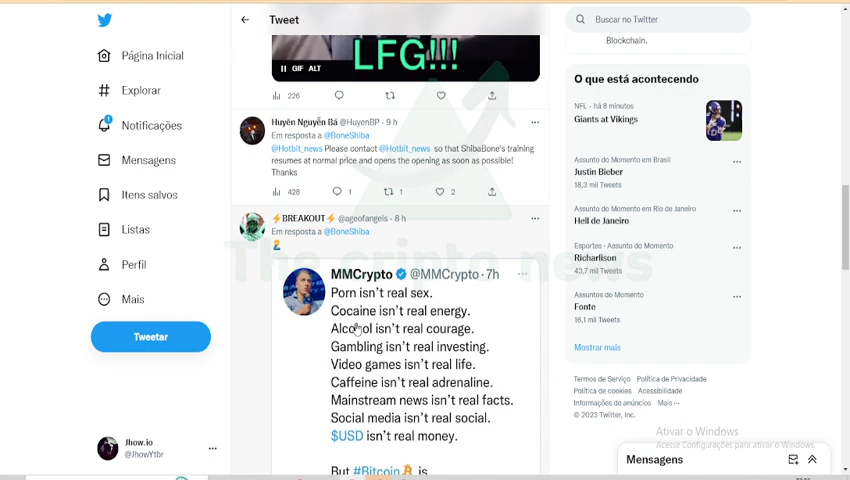 Tweet
Buscar no Twitter
Blockchain.
Página Inicial
Explorar
Notificações
1
Mensagens
Itens salvos
Listas
Perfil
Mais
Tweetar
Jhow.io
@JhowYtbr
LFG!!!
GIF ALT
226
Huyên Nguyễn Bá @HuyenBP · 9 h
Em resposta a @BoneShiba
@Hotbit_news Please contact @Hotbit_news so that ShibaBone's training
resumes at normal price and opens the opening as soon as possible!
Thanks
428 1 1 2
⚡BREAKOUT⚡ @ageofangels · 8 h
Em resposta a @BoneShiba
MMCrypto @MMCrypto · 7h
Porn isn't real sex.
Cocaine isn't real energy.
Alcohol isn't real courage.
Gambling isn't real investing.
Video games isn't real life.
Caffeine isn't real adrenaline.
Mainstream news isn't real facts.
Social media isn't real social.
$USD isn't real money.
But #Bitcoin is
The cripto news
O que está acontecendo
NFL · há 8 minutos
Giants at Vikings
Assunto do Momento em Brasil
Justin Bieber
18,3 mil Tweets
Assunto do Momento em Rio de Janeiro
Hell de Janeiro
Esportes · Assunto do Momento
Richarlison
43,7 mil Tweets
Assuntos do Momento
Fonte
16,1 mil Tweets
Mostrar mais
Termos de Serviço Política de Privacidade
Política de cookies Acessibilidade
Informações de anúncios Mais ···
© 2023 Twitter, Inc.
Ativar o Windows
Acesse Configurações para ativar o Windows.
Mensagens